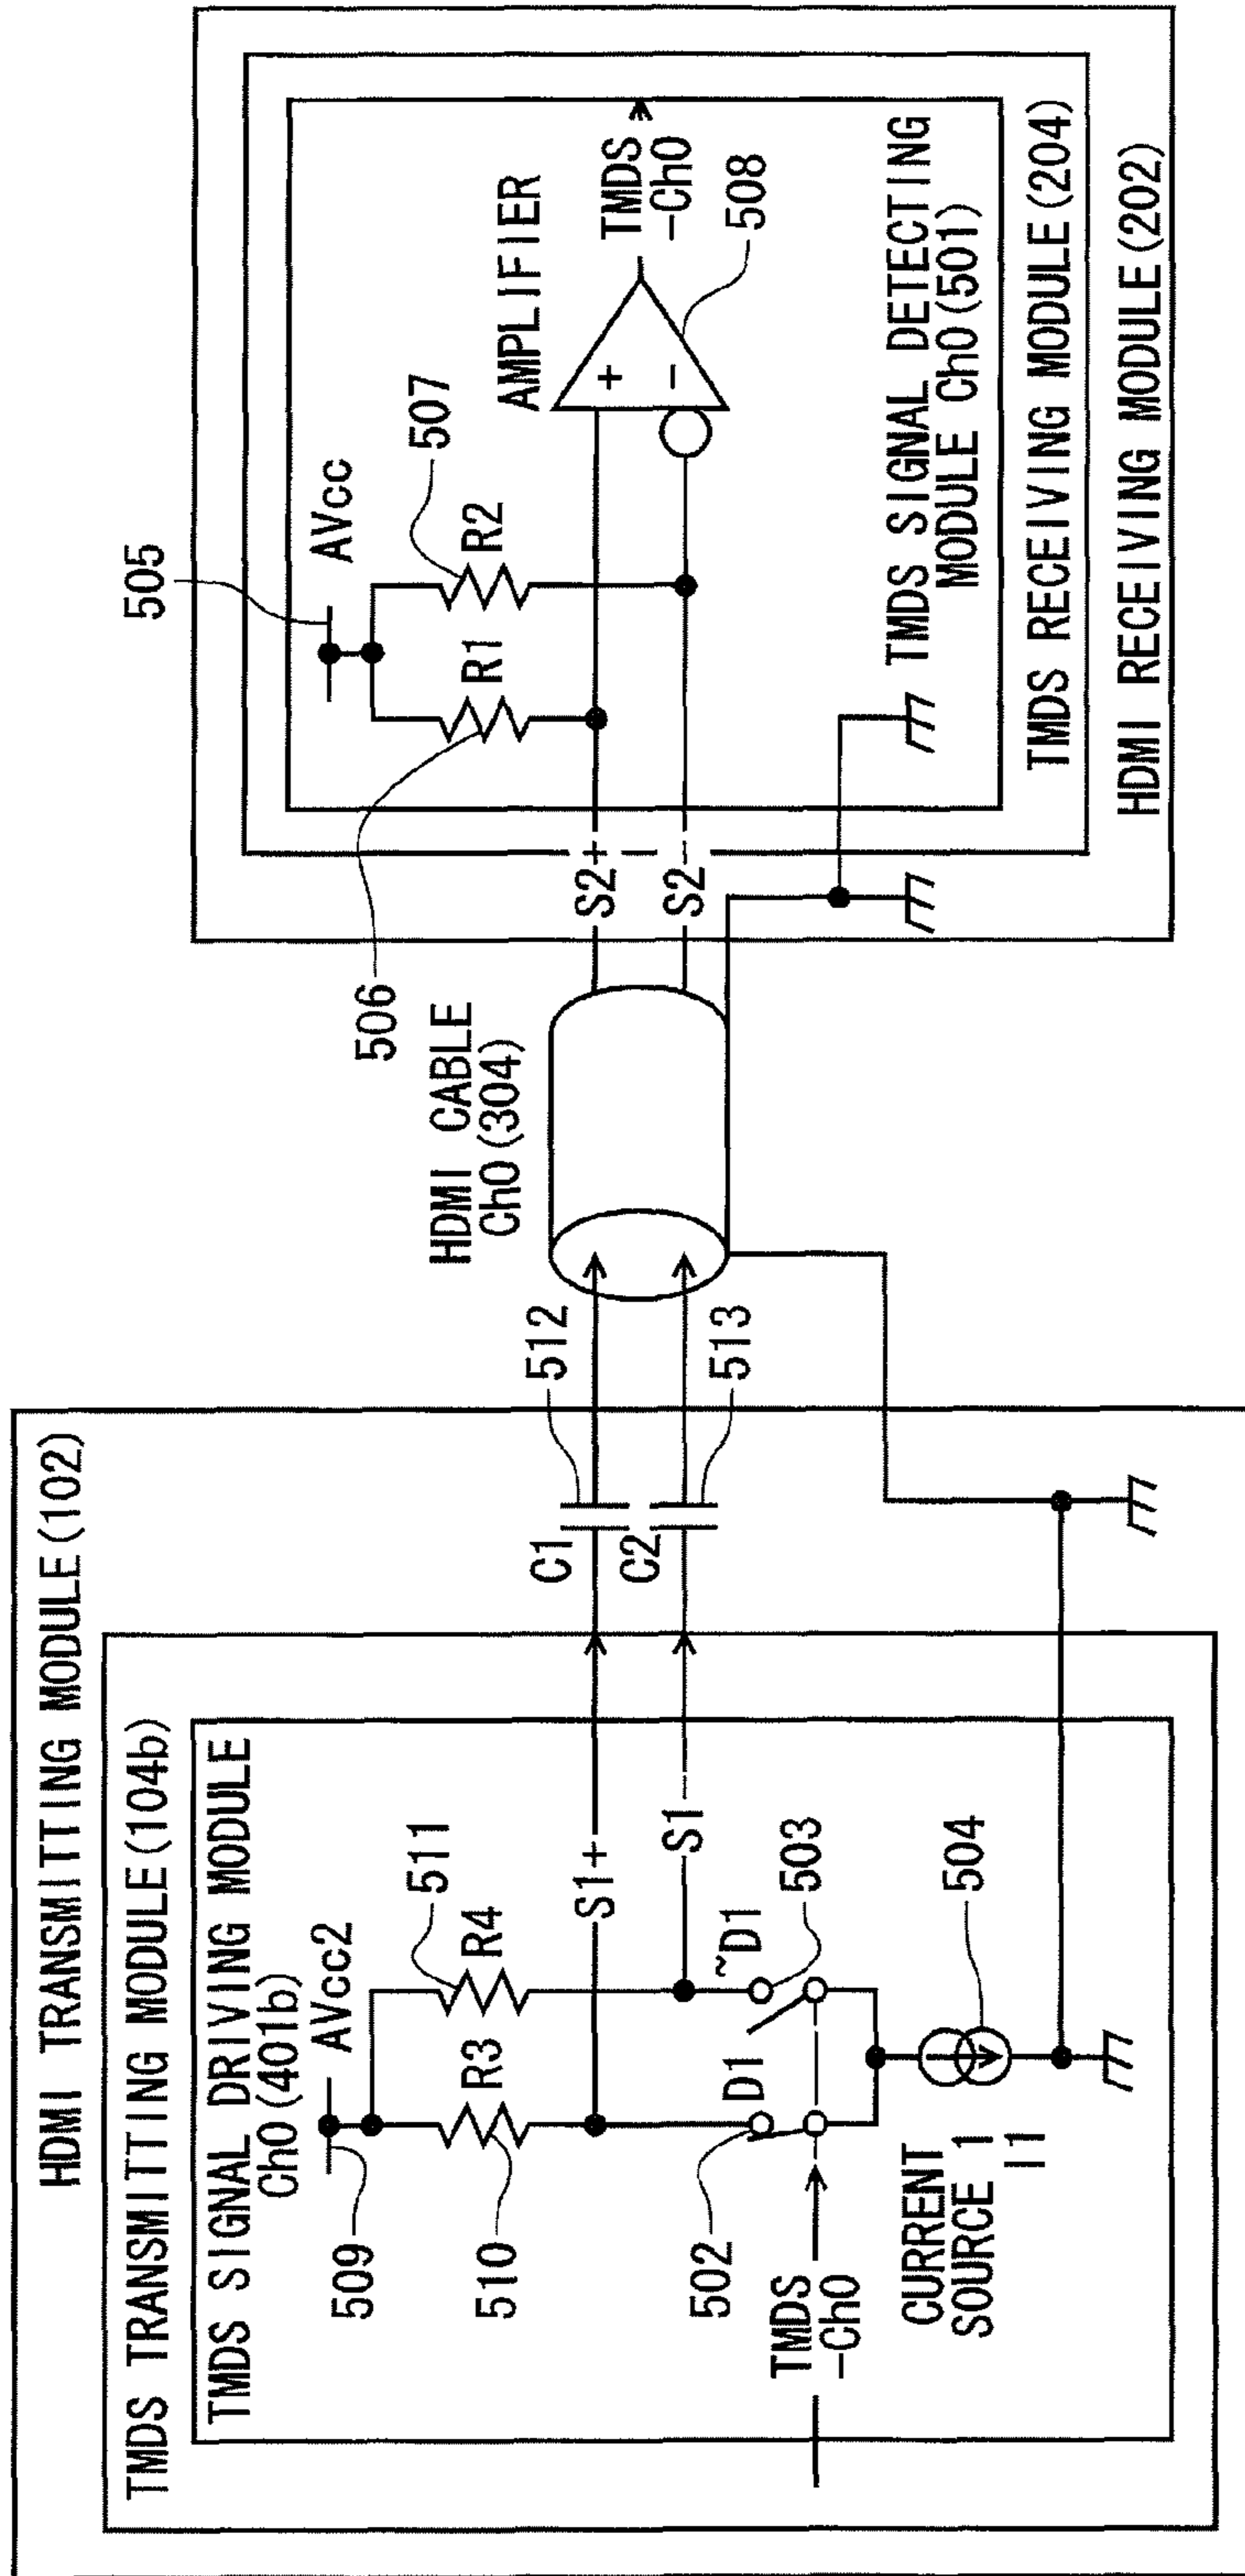 HDMI TRANSMITTING MODULE(102)
TMDS TRANSMITTING MODULE(104b)
TMDS SIGNAL DRIVING MODULE
Ch0(401b)
AVcc2
509
510
R3
R4
511
S1+
S1-
502
D1
~D1
503
TMDS
-Ch0
CURRENT
SOURCE 1
I1
504
C1
512
C2
513
HDMI CABLE
Ch0(304)
505
AVcc
506
R1
R2
507
S2+
S2-
AMPLIFIER
+
-
TMDS
-Ch0
508
TMDS SIGNAL DETECTING
MODULE Ch0(501)
TMDS RECEIVING MODULE(204)
HDMI RECEIVING MODULE(202)